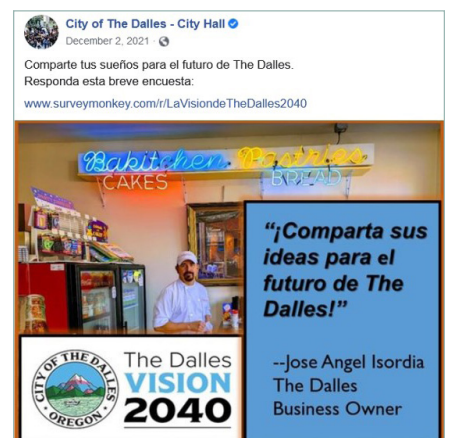 City of The Dalles - City Hall
December 2, 2021
Comparte tus sueños para el futuro de The Dalles.
Responda esta breve encuesta:
www.surveymonkey.com/r/LaVisiondeTheDalles2040
Bakitchen Pastries
CAKES BREAD
“¡Comparta sus
ideas para el
futuro de The
Dalles!”
--Jose Angel Isordia
The Dalles
Business Owner
CITY OF THE DALLES
OREGON
The Dalles
VISION
2040